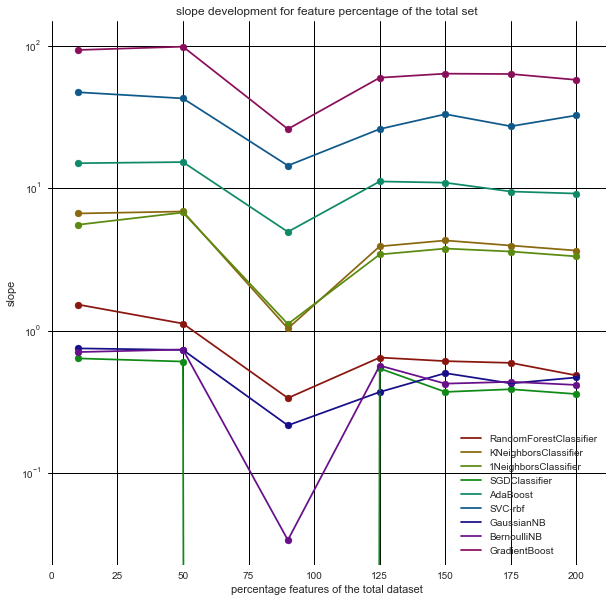 slope development for feature percentage of the total set
10²
10¹
10⁰
10⁻¹
slope
RandomForestClassifier
KNeighborsClassifier
1NeighborsClassifier
SGDClassifier
AdaBoost
SVC-rbf
GaussianNB
BernoulliNB
GradientBoost
0 25 50 75 100 125 150 175 200
percentage features of the total dataset